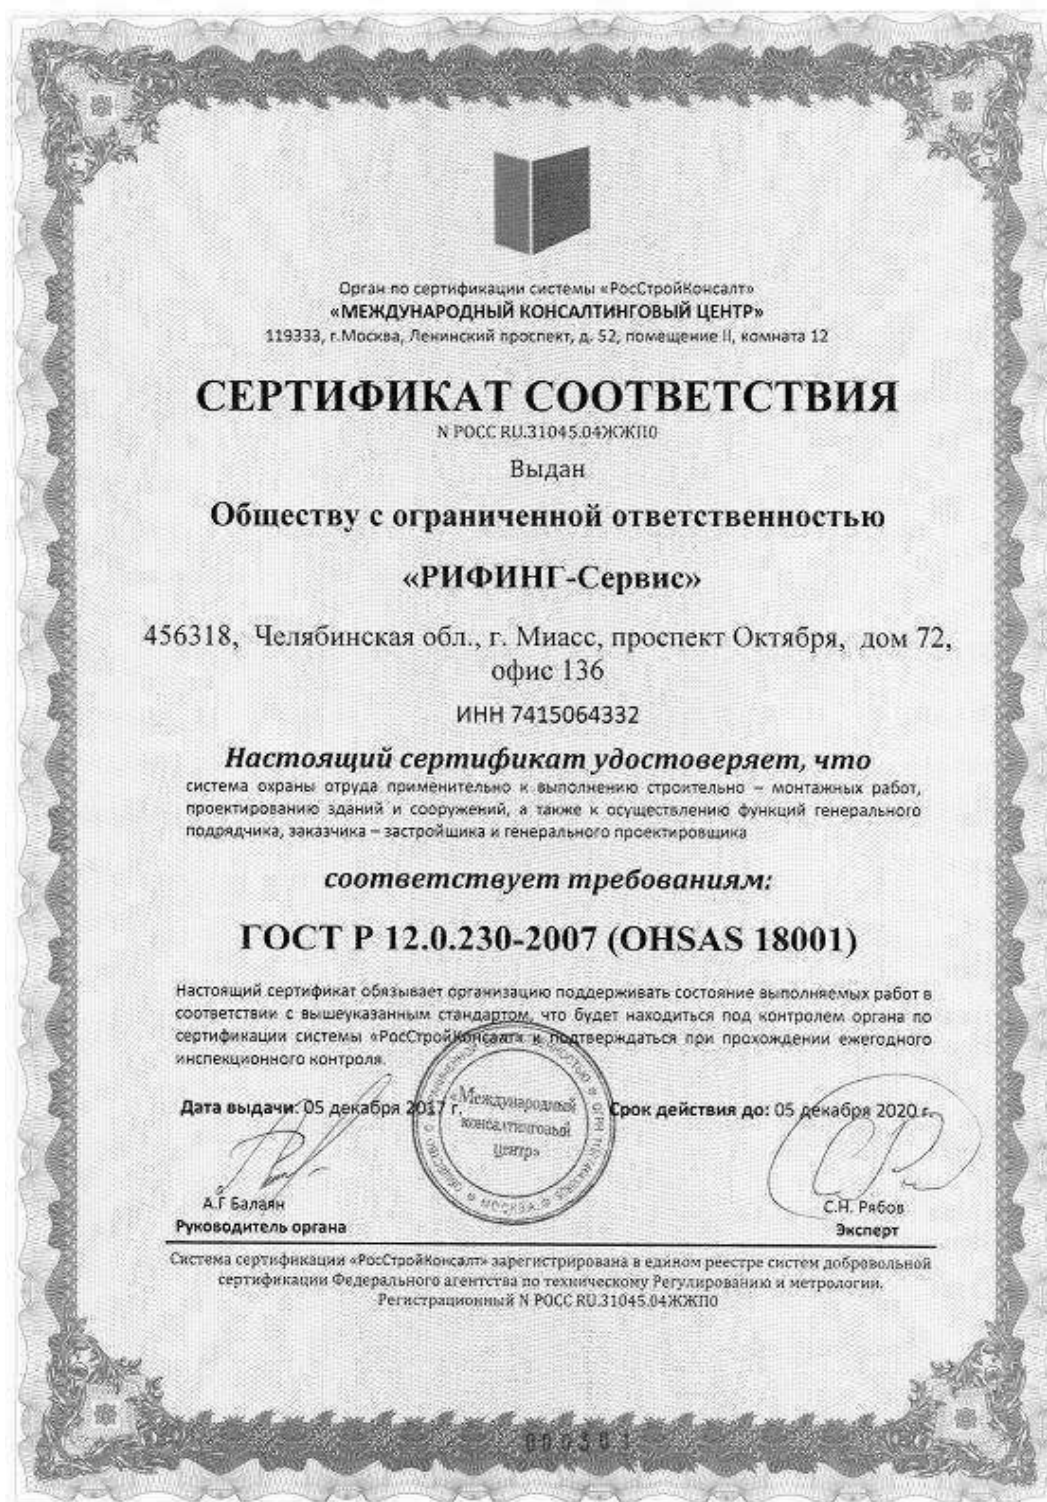 Орган по сертификации системы «РосСтройКонсалт»
«МЕЖДУНАРОДНЫЙ КОНСАЛТИНГОВЫЙ ЦЕНТР»
119333, г.Москва, Ленинский проспект, д. 52, помещение II, комната 12
СЕРТИФИКАТ СООТВЕТСТВИЯ
N РОСС RU.31045.04ЖЖП0
Выдан
Обществу с ограниченной ответственностью
«РИФИНГ-Сервис»
456318, Челябинская обл., г. Миасс, проспект Октября, дом 72,
офис 136
ИНН 7415064332
Настоящий сертификат удостоверяет, что
система охраны отруда применительно к выполнению строительно – монтажных работ,
проектированию зданий и сооружений, а также к осуществлению функций генерального
подрядчика, заказчика – застройщика и генерального проектировщика
соответствует требованиям:
ГОСТ Р 12.0.230-2007 (OHSAS 18001)
Настоящий сертификат обязывает организацию поддерживать состояние выполняемых работ в
соответствии с вышеуказанным стандартом, что будет находиться под контролем органа по
сертификации системы «РосСтройКонсалт» и подтверждаться при прохождении ежегодного
инспекционного контроля.
Дата выдачи: 05 декабря 2017 г. Срок действия до: 05 декабря 2020 г.
«Международный
консалтинговый
центр»
МОСКВА
А.Г Балаян С.Н. Рябов
Руководитель органа Эксперт
Система сертификации «РосСтройКонсалт» зарегистрирована в едином реестре систем добровольной
сертификации Федерального агентства по техническому Регулированию и метрологии.
Регистрационный N РОСС RU.31045.04ЖЖП0